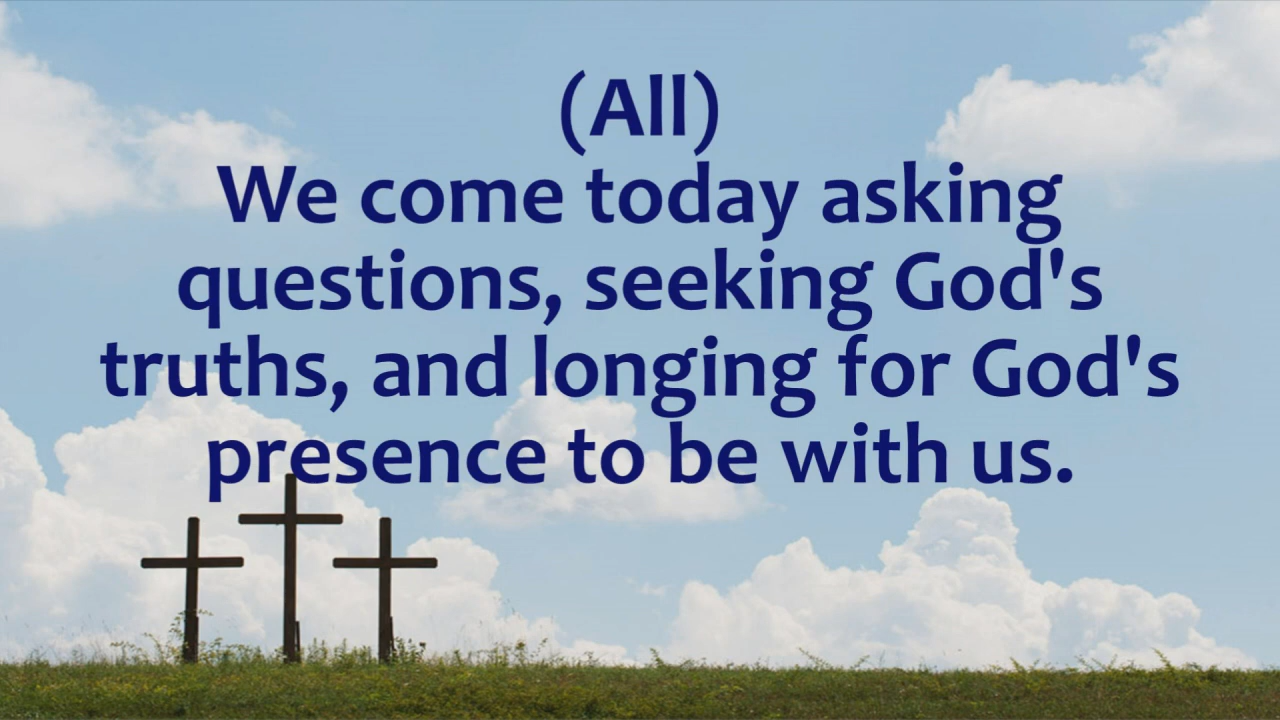 (All)
We come today asking
questions, seeking God's
truths, and longing for God's
presence to be with us.